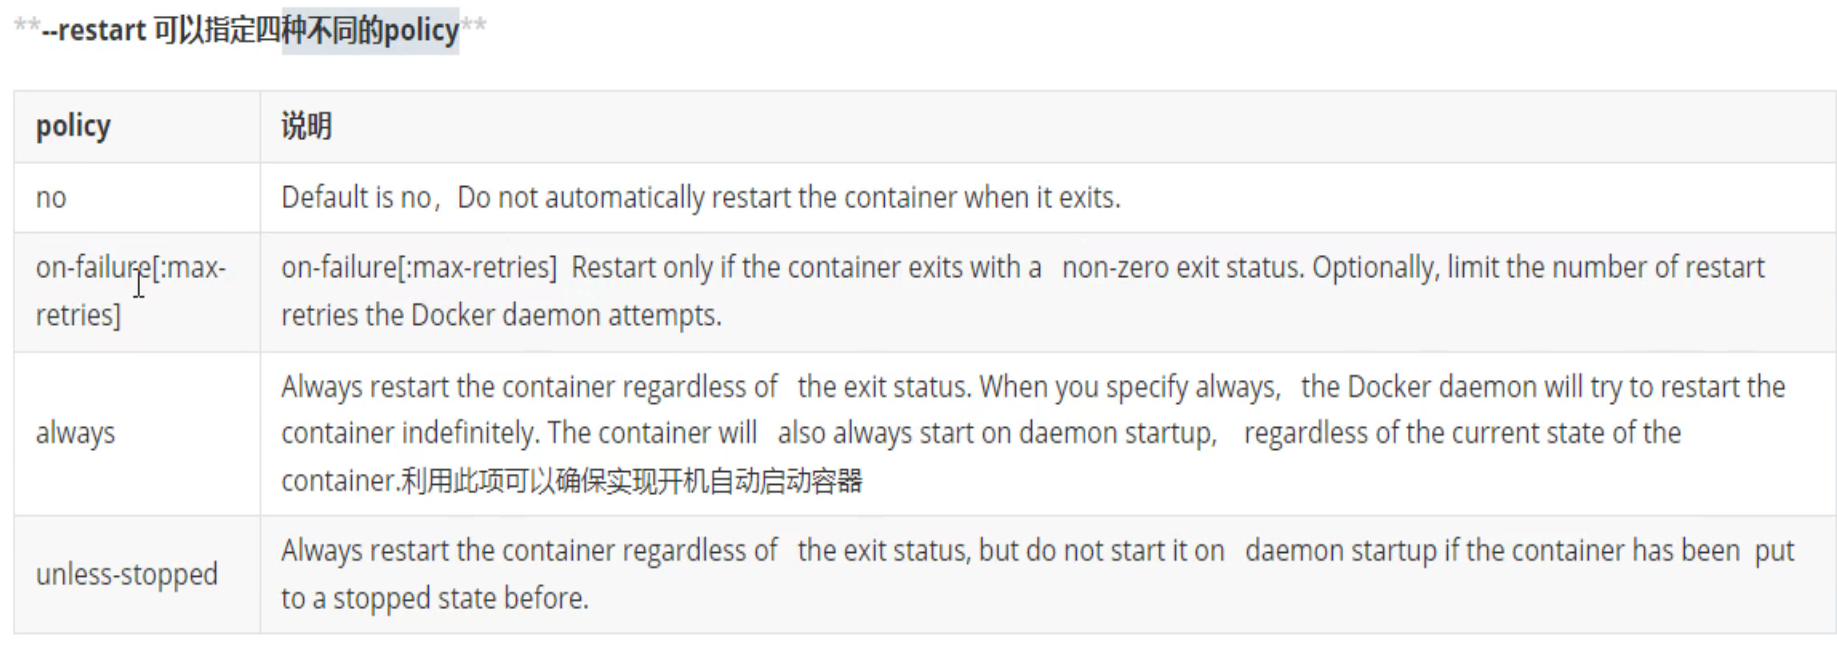 **--restart 可以指定四种不同的policy**
policy 说明
no Default is no，Do not automatically restart the container when it exits.
on-failure[:max-
retries]
on-failure[:max-retries] Restart only if the container exits with a non-zero exit status. Optionally, limit the number of restart
retries the Docker daemon attempts.
always
Always restart the container regardless of the exit status. When you specify always, the Docker daemon will try to restart the
container indefinitely. The container will also always start on daemon startup, regardless of the current state of the
container.利用此项可以确保实现开机自动启动容器
unless-stopped
Always restart the container regardless of the exit status, but do not start it on daemon startup if the container has been put
to a stopped state before.